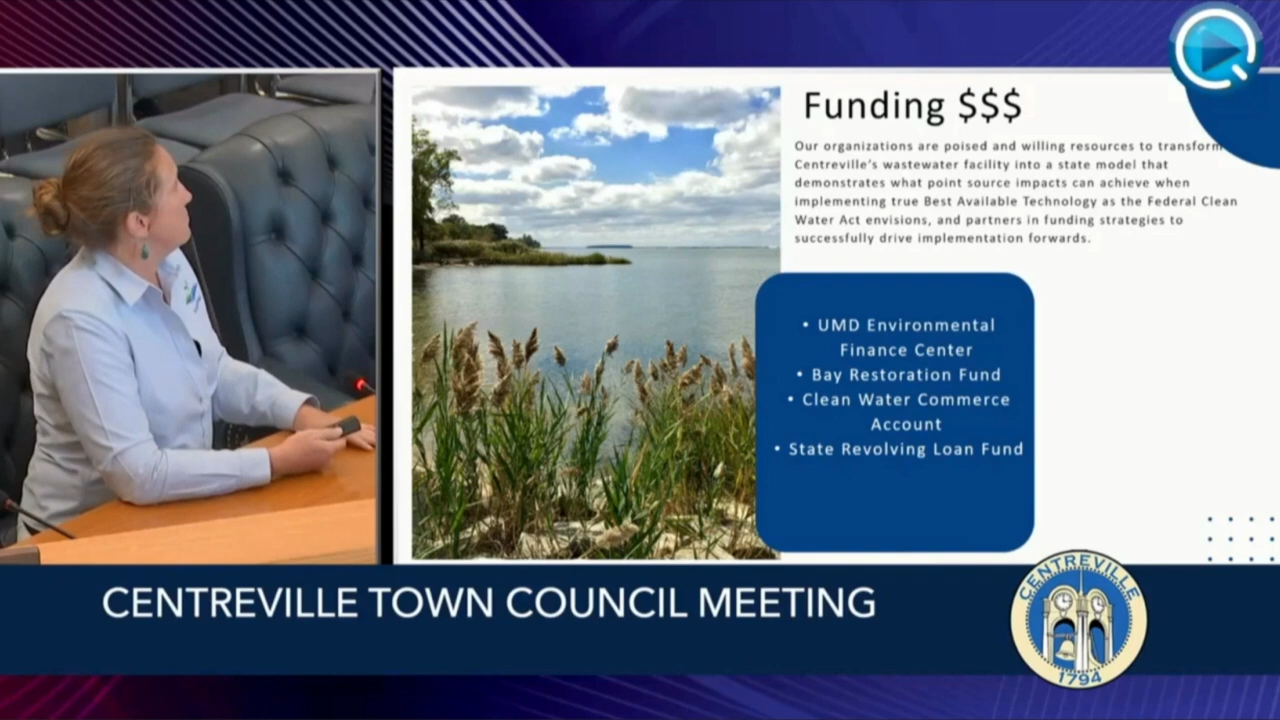 Funding $$$
Our organizations are poised and willing resources to transform
Centreville's wastewater facility into a state model that
demonstrates what point source impacts can achieve when
implementing true Best Available Technology as the Federal Clean
Water Act envisions, and partners in funding strategies to
successfully drive implementation forwards.
• UMD Environmental
Finance Center
• Bay Restoration Fund
• Clean Water Commerce
Account
• State Revolving Loan Fund
CENTREVILLE TOWN COUNCIL MEETING
CENTREVILLE
1794